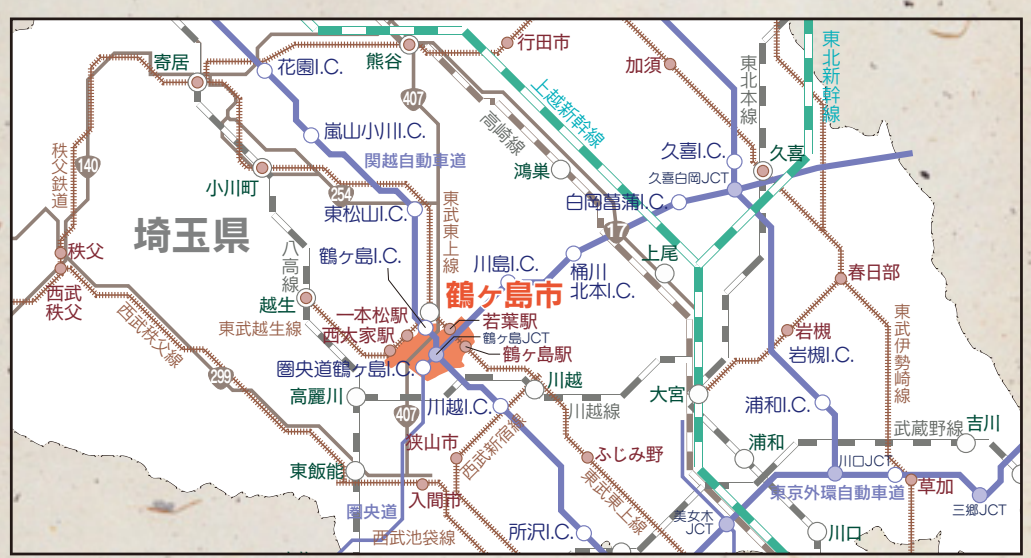 行田市
東北新幹線
寄居
花園I.C.
熊谷
加須
東北本線
407
上越新幹線
高崎線
嵐山小川I.C.
関越自動車道
久喜I.C.
久喜
秩父鉄道
140
鴻巣
久喜白岡JCT
小川町
254
東武東上線
白岡菖蒲I.C.
東松山I.C.
17
埼玉県
八高線
鶴ヶ島I.C.
川島I.C.
桶川
北本I.C.
上尾
秩父
西武
秩父
春日部
越生
鶴ヶ島市
東武越生線
一本松駅
若葉駅
西大家駅
鶴ヶ島JCT
鶴ヶ島駅
岩槻
岩槻I.C.
東武伊勢崎線
西武秩父線
299
圏央道鶴ヶ島I.C.
川越
大宮
高麗川
407
川越I.C.
川越線
浦和I.C.
吉川
武蔵野線
狭山市
西武新宿線
ふじみ野
浦和
川口JCT
東飯能
入間市
東武東上線
東京外環自動車道
草加
三郷JCT
圏央道
美女木
JCT
西武池袋線
所沢I.C.
川口